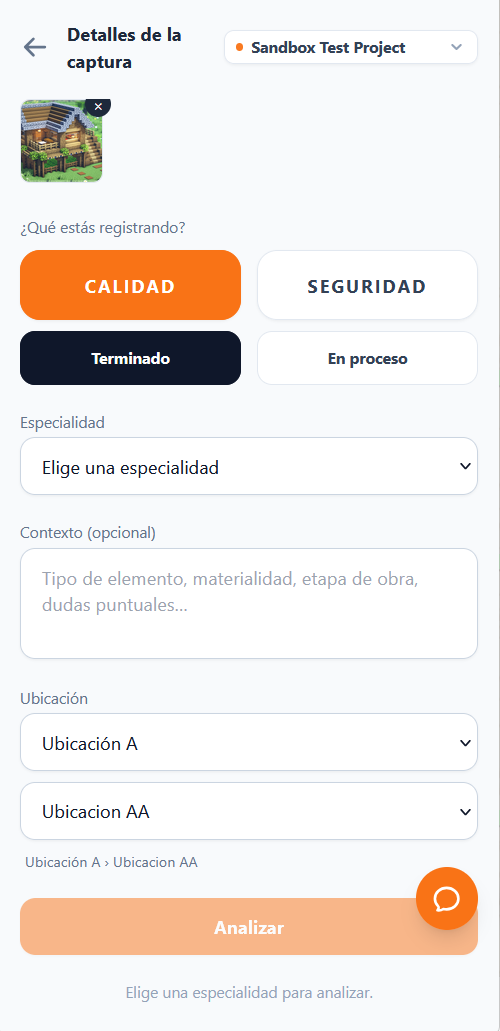 Detalles de la
captura
Sandbox Test Project
¿Qué estás registrando?
CALIDAD
SEGURIDAD
Terminado
En proceso
Especialidad
Elige una especialidad
Contexto (opcional)
Tipo de elemento, materialidad, etapa de obra,
dudas puntuales...
Ubicación
Ubicación A
Ubicacion AA
Ubicación A › Ubicacion AA
Analizar
Elige una especialidad para analizar.